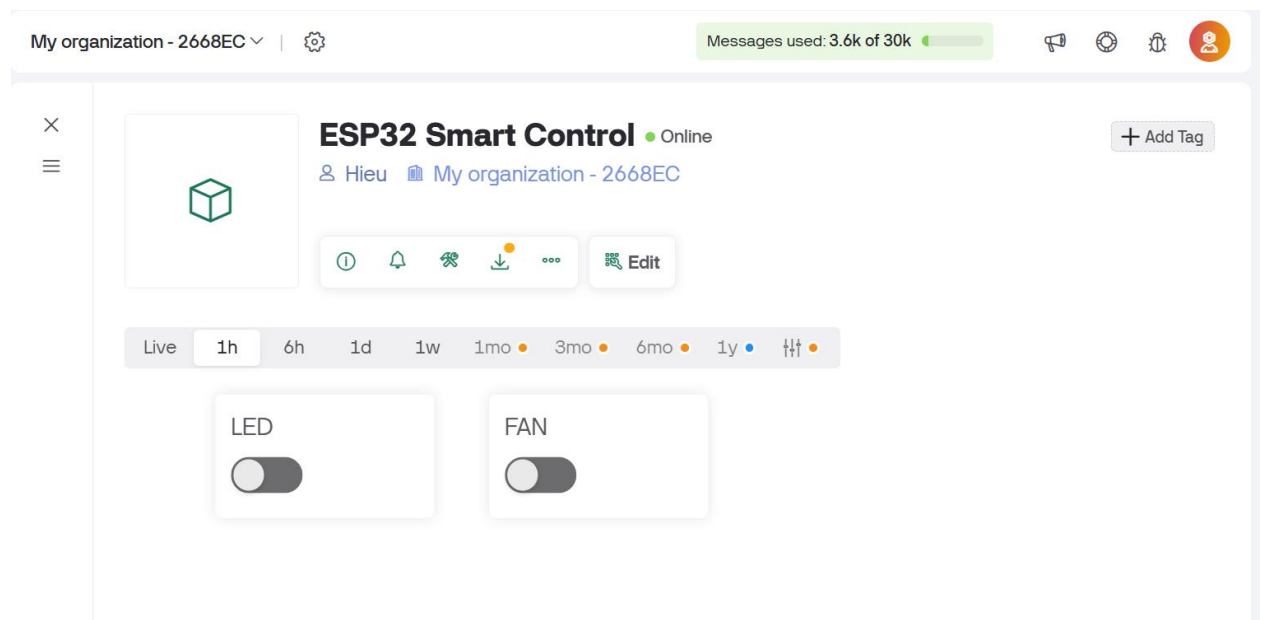 My organization - 2668EC
Messages used: 3.6k of 30k
ESP32 Smart Control Online
+ Add Tag
Hieu My organization - 2668EC
Edit
Live 1h 6h 1d 1w 1mo 3mo 6mo 1y
LED FAN